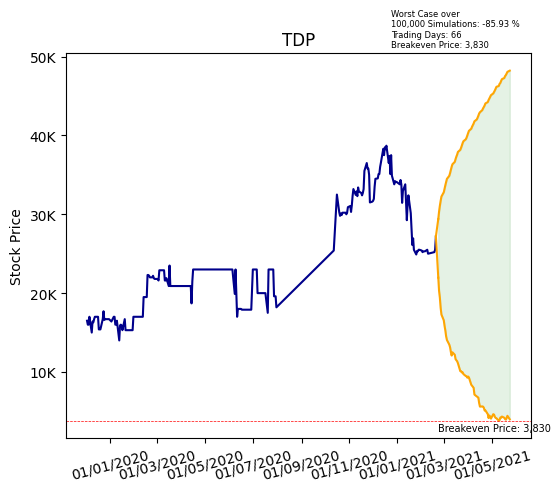 Worst Case over
100,000 Simulations: -85.93 %
Trading Days: 66
Breakeven Price: 3,830
TDP
Stock Price
50K
40K
30K
20K
10K
Breakeven Price: 3,830
01/01/2020
01/03/2020
01/05/2020
01/07/2020
01/09/2020
01/11/2020
01/01/2021
01/03/2021
01/05/2021